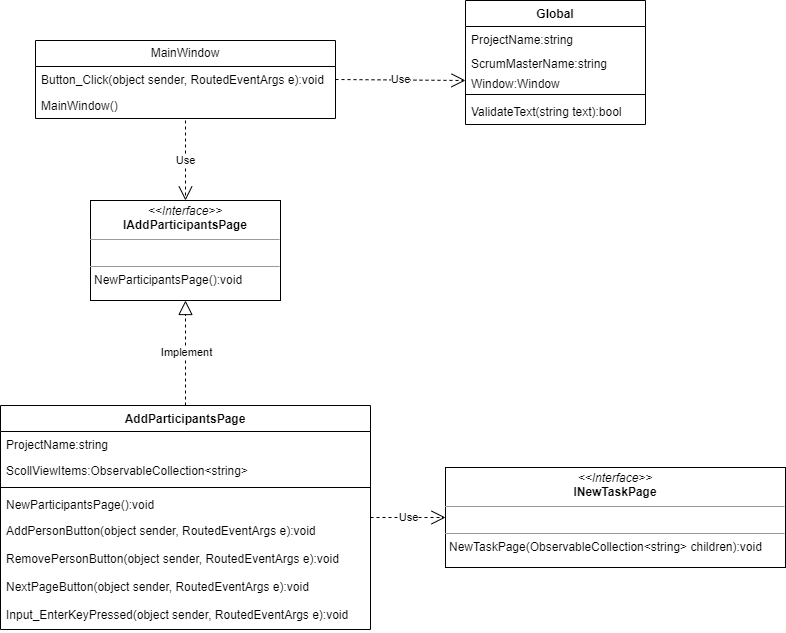 Global
ProjectName:string
ScrumMasterName:string
Window:Window
ValidateText(string text):bool
MainWindow
Button_Click(object sender, RoutedEventArgs e):void
MainWindow()
Use
Use
<<Interface>>
IAddParticipantsPage
NewParticipantsPage():void
Implement
AddParticipantsPage
ProjectName:string
ScollViewItems:ObservableCollection<string>
NewParticipantsPage():void
AddPersonButton(object sender, RoutedEventArgs e):void
RemovePersonButton(object sender, RoutedEventArgs e):void
NextPageButton(object sender, RoutedEventArgs e):void
Input_EnterKeyPressed(object sender, RoutedEventArgs e):void
Use
<<Interface>>
INewTaskPage
NewTaskPage(ObservableCollection<string> children):void